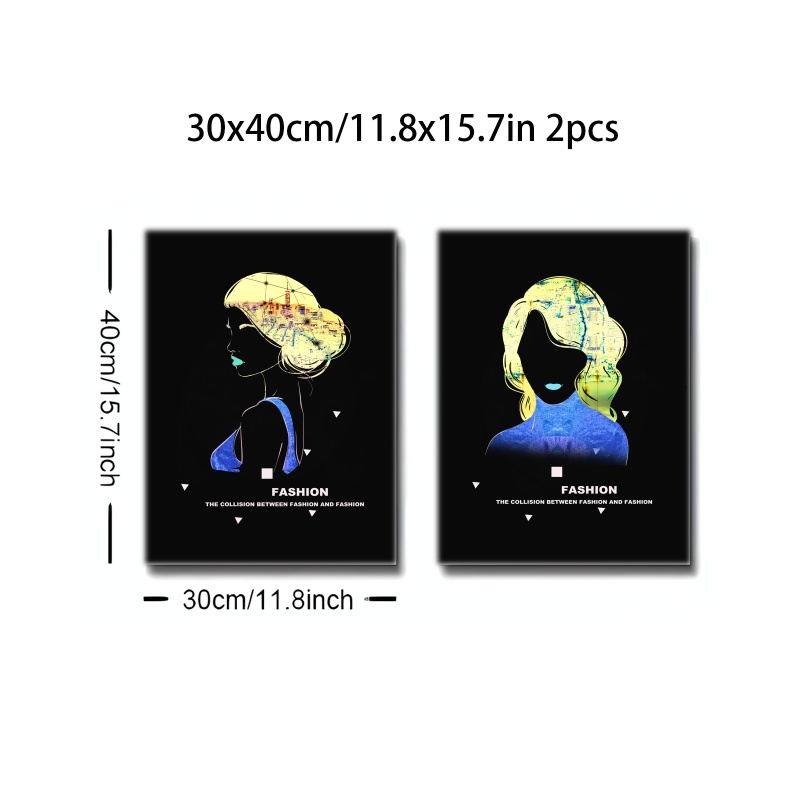 30x40cm/11.8x15.7in 2pcs
40cm/15.7inch
FASHION
THE COLLISION BETWEEN FASHION AND FASHION
FASHION
THE COLLISION BETWEEN FASHION AND FASHION
30cm/11.8inch